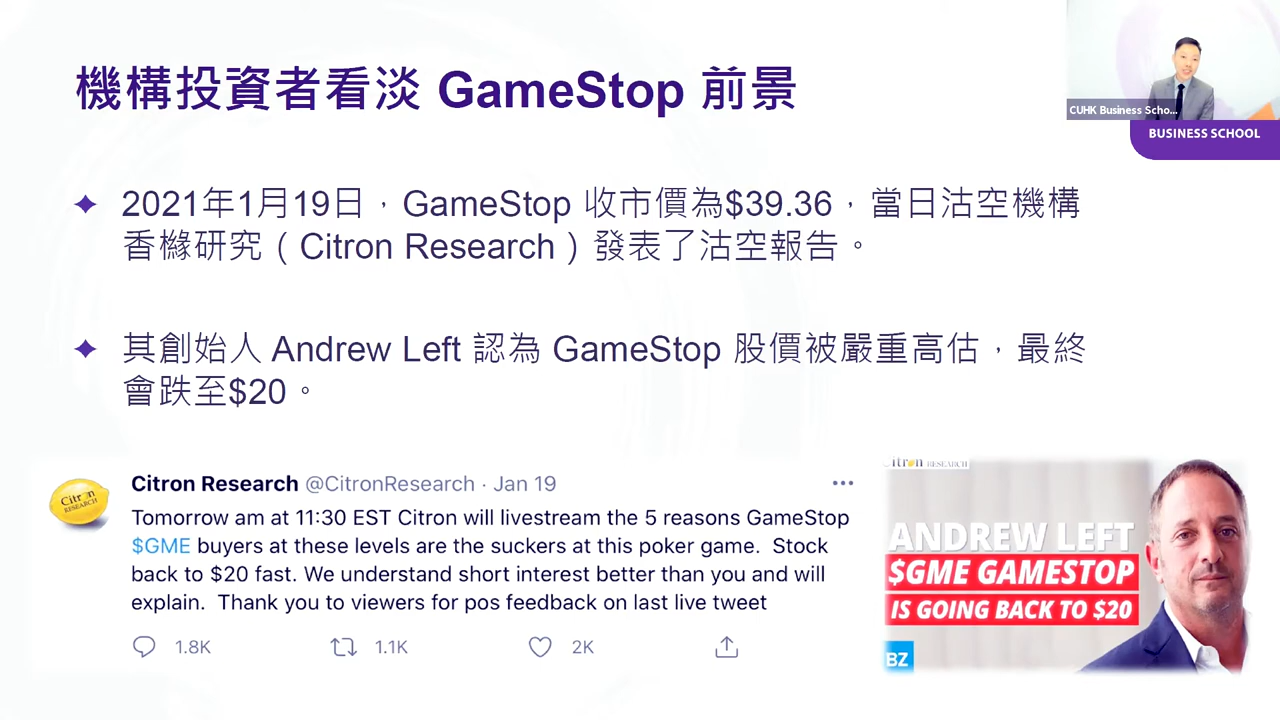 機構投資者看淡 GameStop 前景
CUHK Business Scho...
BUSINESS SCHOOL
2021年1月19日，GameStop 收市價為$39.36，當日沽空機構
香櫞研究（Citron Research）發表了沽空報告。
其創始人 Andrew Left 認為 GameStop 股價被嚴重高估，最終
會跌至$20。
Citron Research @CitronResearch · Jan 19
Citron
RESEARCH
Tomorrow am at 11:30 EST Citron will livestream the 5 reasons GameStop
$GME buyers at these levels are the suckers at this poker game. Stock
back to $20 fast. We understand short interest better than you and will
explain. Thank you to viewers for pos feedback on last live tweet
1.8K 1.1K 2K
Citron RESEARCH
ANDREW LEFT
$GME GAMESTOP
IS GOING BACK TO $20
BZ